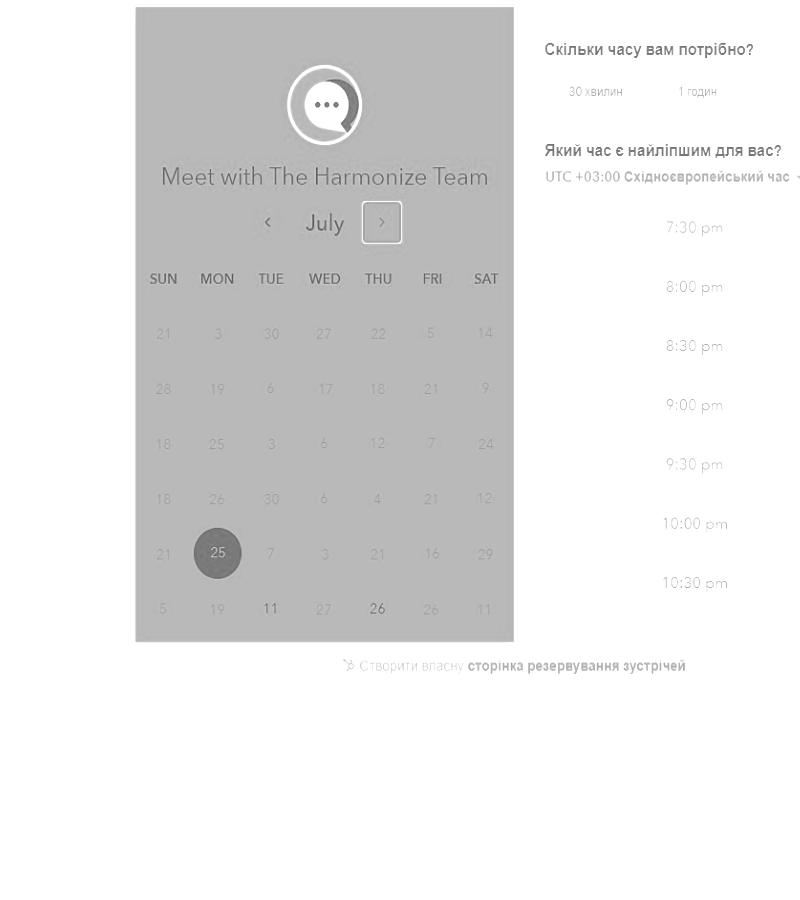 Meet with The Harmonize Team
July
SUN MON TUE WED THU FRI SAT
21 3 30 27 22 5 14
28 19 6 17 18 21 9
18 25 3 6 12 7 24
18 26 30 6 4 21 12
21 25 7 3 21 16 29
5 19 11 27 26 26 11
Скільки часу вам потрібно?
30 хвилин 1 годин
Який час є найліпшим для вас?
UTC +03:00 Східноєвропейський час
7:30 pm
8:00 pm
8:30 pm
9:00 pm
9:30 pm
10:00 pm
10:30 pm
Створити власну сторінка резервування зустрічей